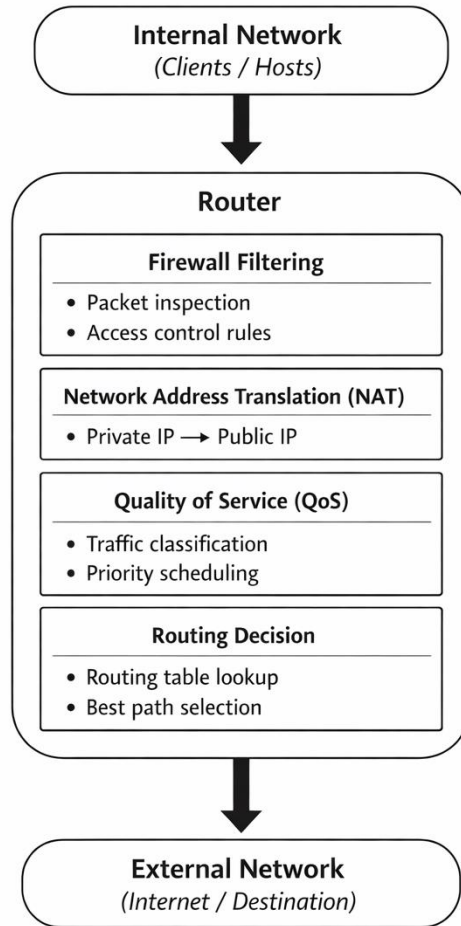 Internal Network
(Clients / Hosts)
Router
Firewall Filtering
• Packet inspection
• Access control rules
Network Address Translation (NAT)
• Private IP → Public IP
Quality of Service (QoS)
• Traffic classification
• Priority scheduling
Routing Decision
• Routing table lookup
• Best path selection
External Network
(Internet / Destination)